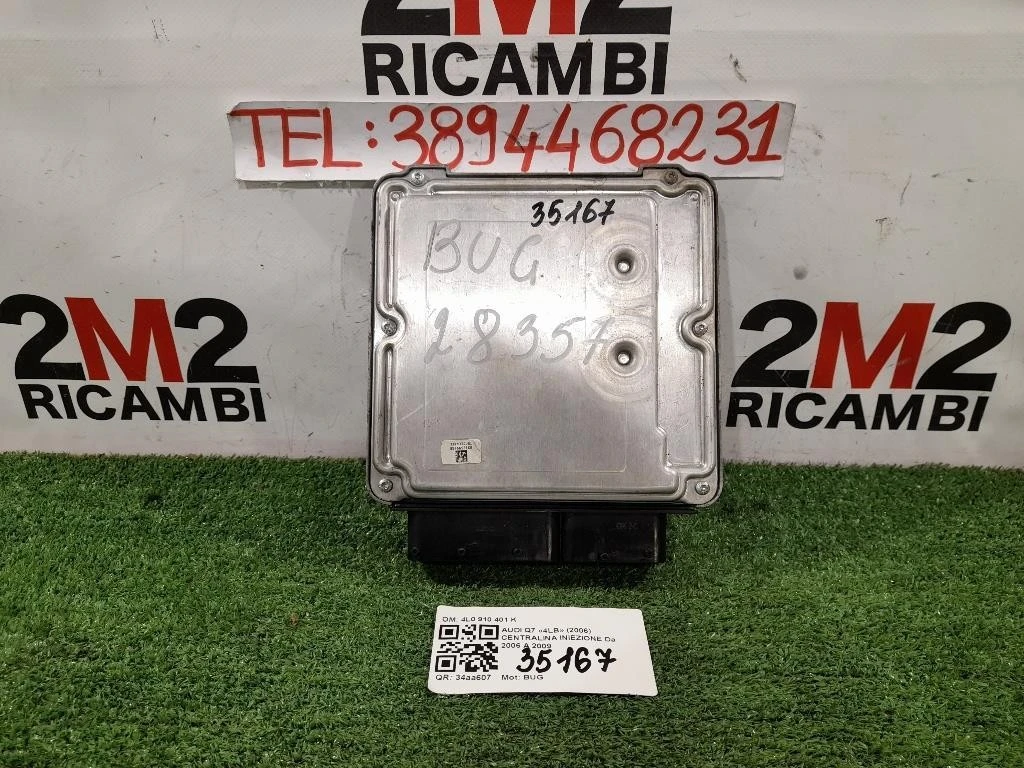 2M2
RICAMBI
TEL:3894468231
35167
BUG
28357
2M2
RICAMBI
2M2
RICAMBI
OM: 4L0 910 401 K
AUDI Q7 «4LB» (2006)
CENTRALINA INIEZIONE Da
2006 A 2009
35167
QR: 34aa607 Mot: BUG